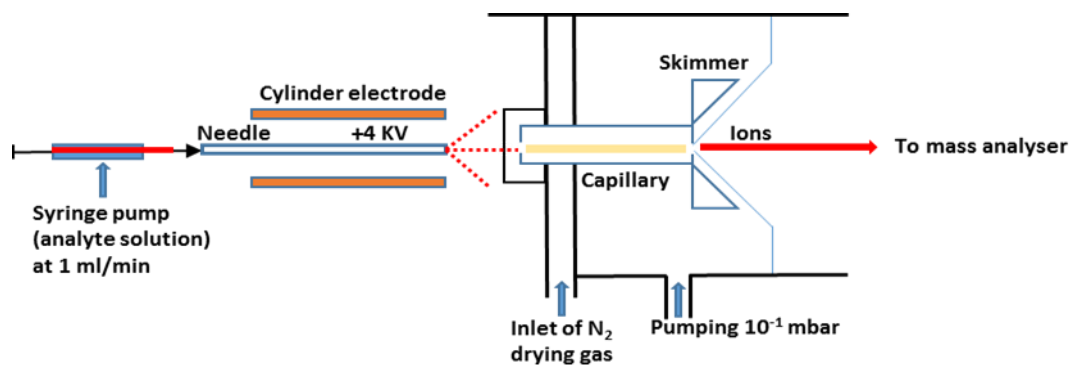 Skimmer
Cylinder electrode
Needle
+4 KV
Ions
To mass analyser
Capillary
Syringe pump
(analyte solution)
at 1 ml/min
Inlet of N₂
drying gas
Pumping 10⁻¹ mbar